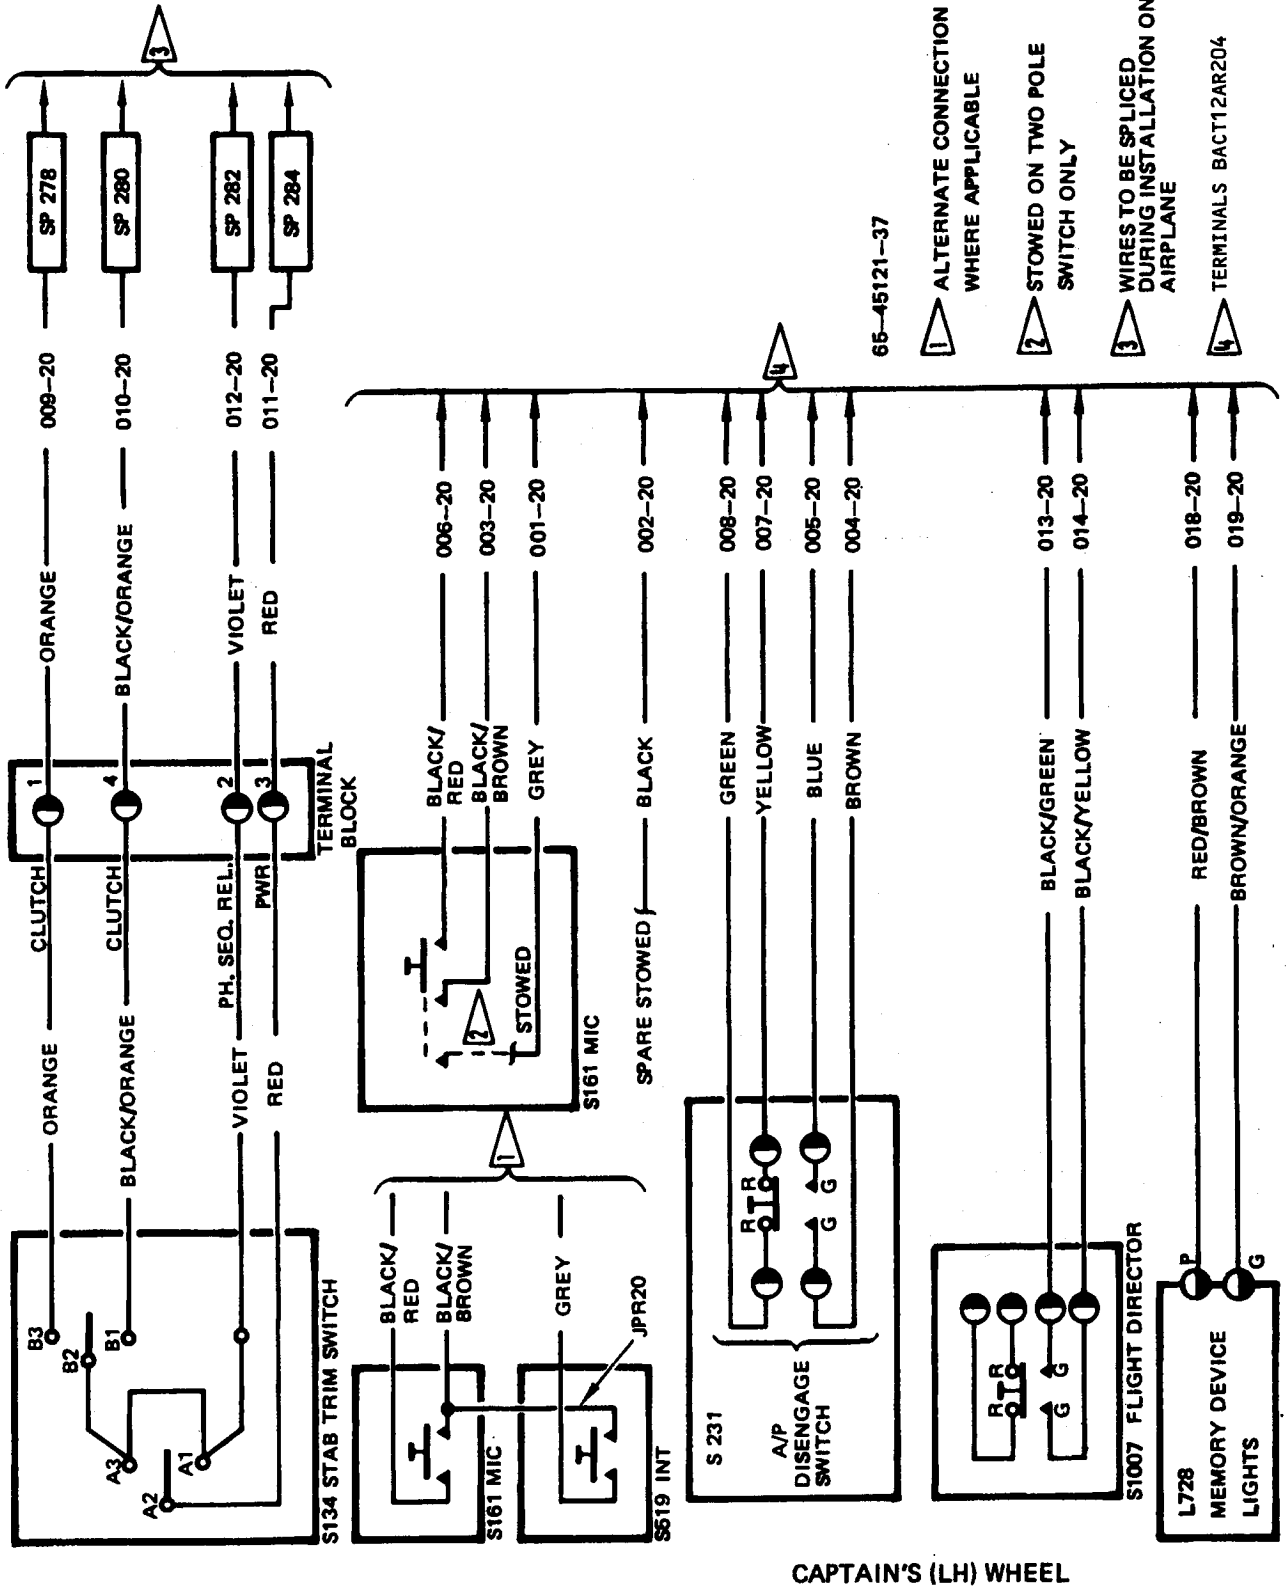 S134 STAB TRIM SWITCH
B3
B2
B1
A3
A2
A1
ORANGE
CLUTCH
1
ORANGE
009-20
SP 278
BLACK/ORANGE
CLUTCH
4
BLACK/ORANGE
010-20
SP 280
VIOLET
PH. SEQ. REL.
2
VIOLET
012-20
SP 282
RED
PWR
3
RED
011-20
SP 284
3
TERMINAL
BLOCK
S161 MIC
BLACK/
RED
BLACK/
BROWN
S519 INT
GREY
JPR20
1
S161 MIC
2
STOWED
BLACK/
RED
006-20
BLACK/
BROWN
003-20
GREY
001-20
SPARE STOWED
BLACK
002-20
4
S 231
A/P
DISENGAGE
SWITCH
R
R
G
G
GREEN
008-20
YELLOW
007-20
BLUE
005-20
BROWN
004-20
S1007 FLIGHT DIRECTOR
R
R
G
G
BLACK/GREEN
013-20
BLACK/YELLOW
014-20
L728
MEMORY DEVICE
LIGHTS
P
G
RED/BROWN
018-20
BROWN/ORANGE
019-20
65-45121-37
1 ALTERNATE CONNECTION
WHERE APPLICABLE
2 STOWED ON TWO POLE
SWITCH ONLY
3 WIRES TO BE SPLICED
DURING INSTALLATION ON
AIRPLANE
4 TERMINALS BACT12AR204
CAPTAIN'S (LH) WHEEL